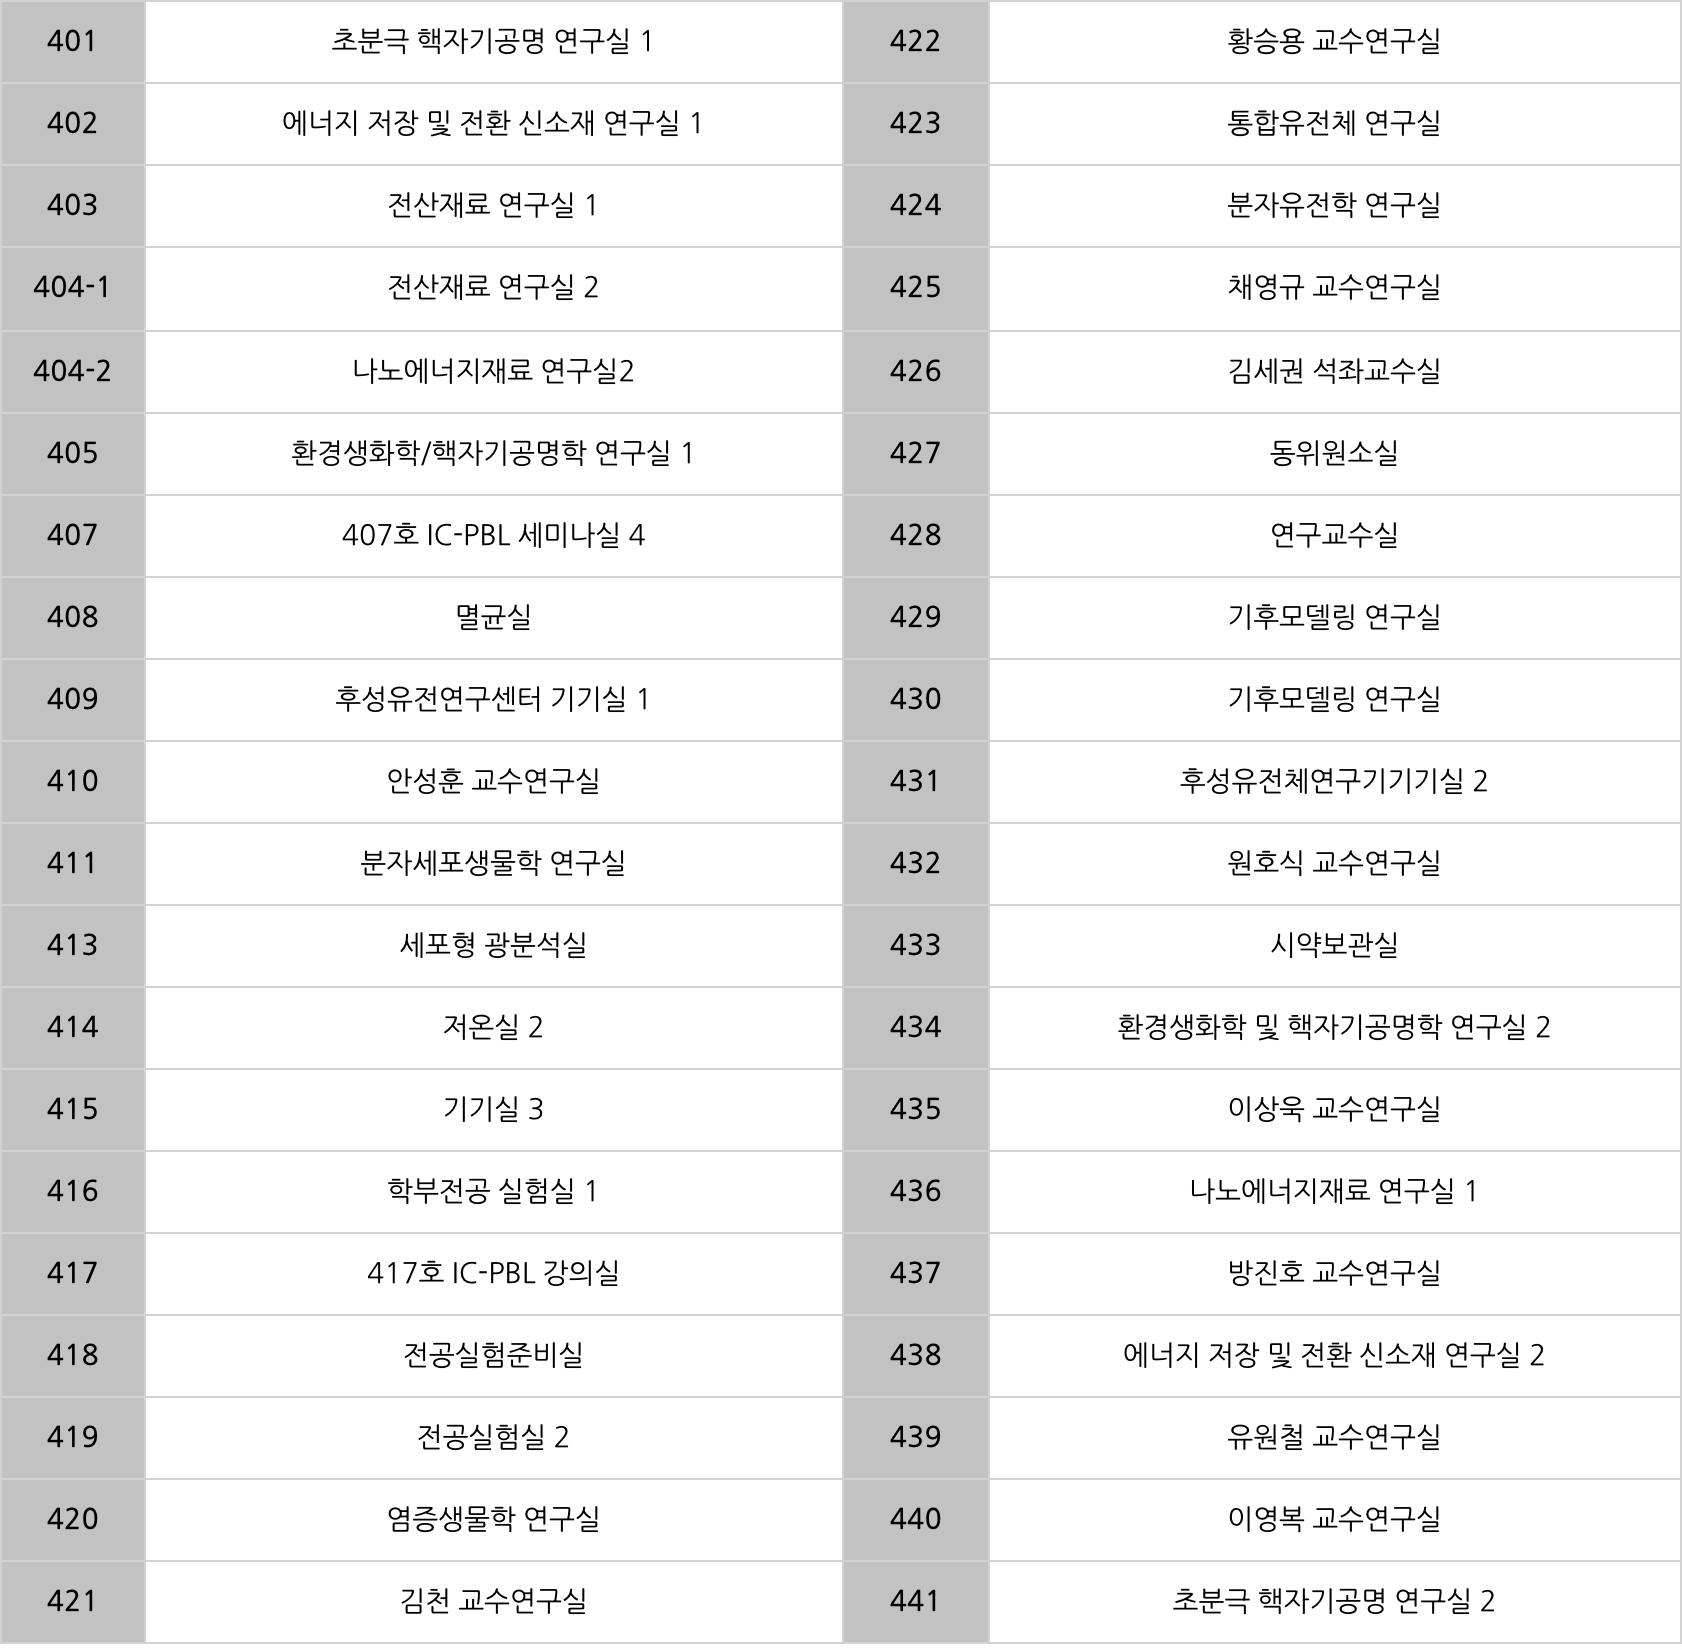 401 초분극 핵자기공명 연구실 1 422 황승용 교수연구실
402 에너지 저장 및 전환 신소재 연구실 1 423 통합유전체 연구실
403 전산재료 연구실 1 424 분자유전학 연구실
404-1 전산재료 연구실 2 425 채영규 교수연구실
404-2 나노에너지재료 연구실2 426 김세권 석좌교수실
405 환경생화학/핵자기공명학 연구실 1 427 동위원소실
407 407호 IC-PBL 세미나실 4 428 연구교수실
408 멸균실 429 기후모델링 연구실
409 후성유전연구센터 기기실 1 430 기후모델링 연구실
410 안성훈 교수연구실 431 후성유전체연구기기기실 2
411 분자세포생물학 연구실 432 원호식 교수연구실
413 세포형 광분석실 433 시약보관실
414 저온실 2 434 환경생화학 및 핵자기공명학 연구실 2
415 기기실 3 435 이상욱 교수연구실
416 학부전공 실험실 1 436 나노에너지재료 연구실 1
417 417호 IC-PBL 강의실 437 방진호 교수연구실
418 전공실험준비실 438 에너지 저장 및 전환 신소재 연구실 2
419 전공실험실 2 439 유원철 교수연구실
420 염증생물학 연구실 440 이영복 교수연구실
421 김천 교수연구실 441 초분극 핵자기공명 연구실 2